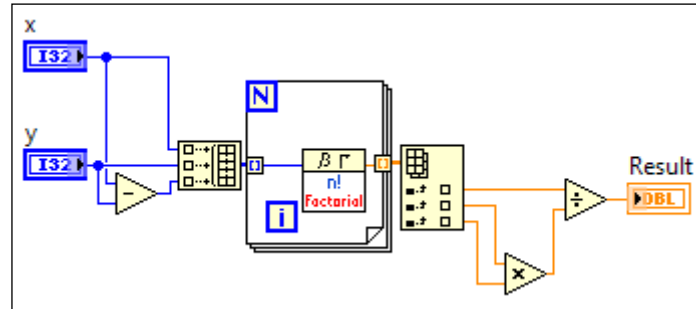 x
I32
N
y
I32
β Γ
n!
Factorial
i
Result
DBL